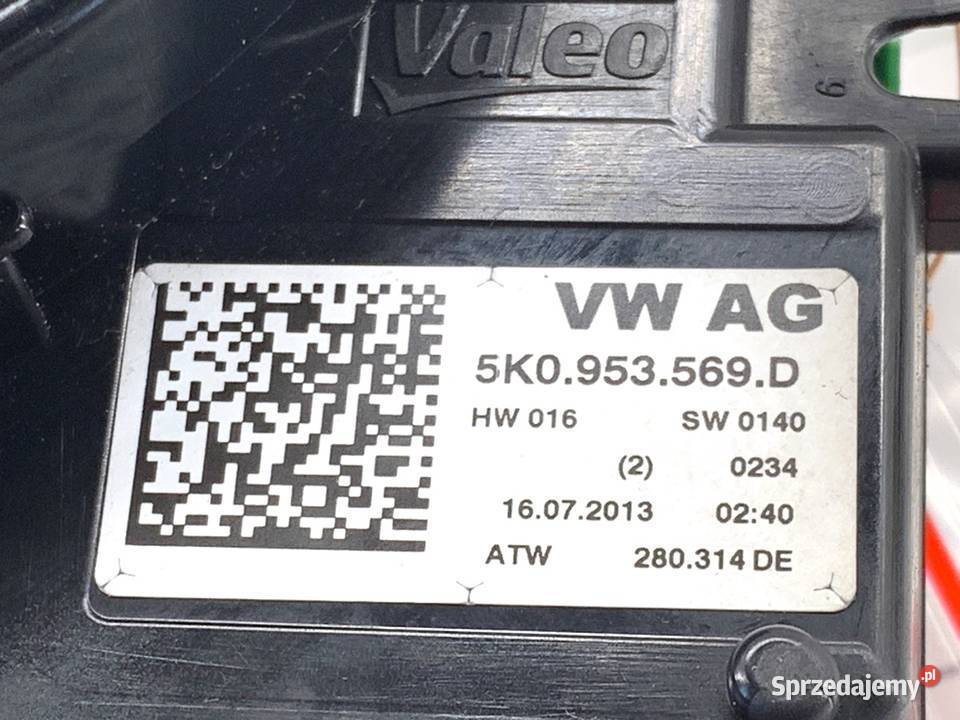 Valeo
6
VW AG
5K0.953.569.D
HW 016 SW 0140
(2) 0234
16.07.2013 02:40
ATW 280.314 DE
Sprzedajemy.pl